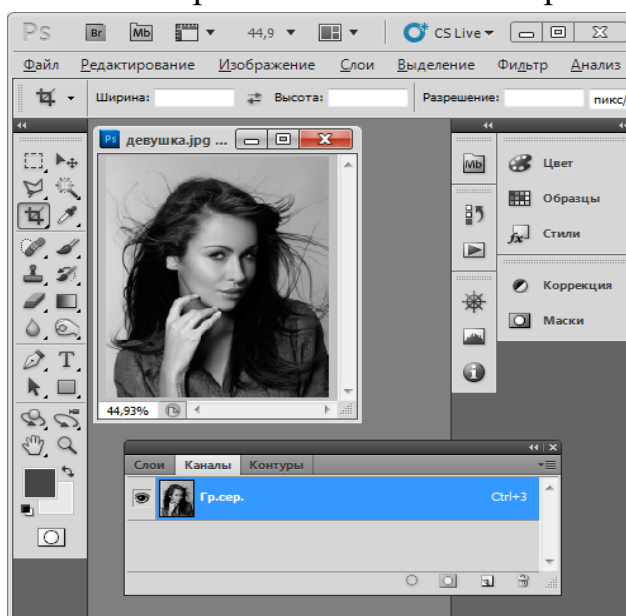 Ps Br Mb 44,9 CS Live
Файл Редактирование Изображение Слои Выделение Фильтр Анализ
Ширина: Высота: Разрешение: пикс/
Ps девушка.jpg ...
Mb Цвет
Образцы
Стили
Коррекция
Маски
44,93%
Слои Каналы Контуры
Гр.сер. Ctrl+3